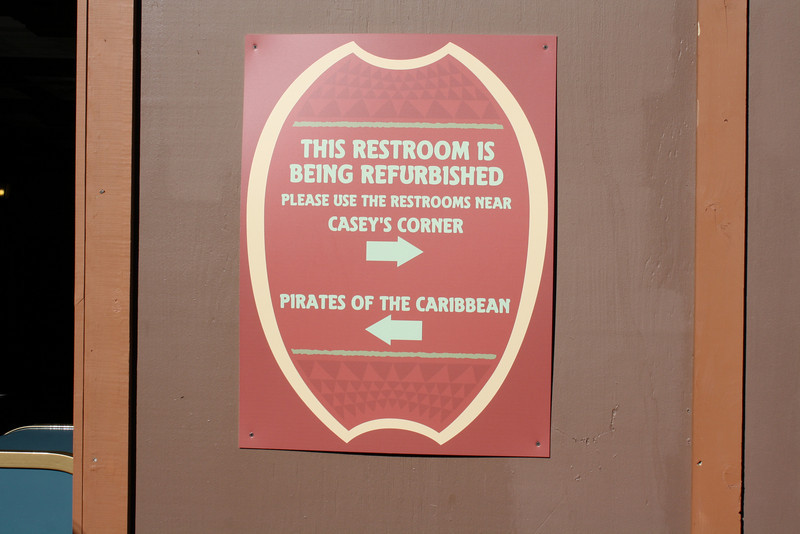 THIS RESTROOM IS
BEING REFURBISHED
PLEASE USE THE RESTROOMS NEAR
CASEY'S CORNER
PIRATES OF THE CARIBBEAN